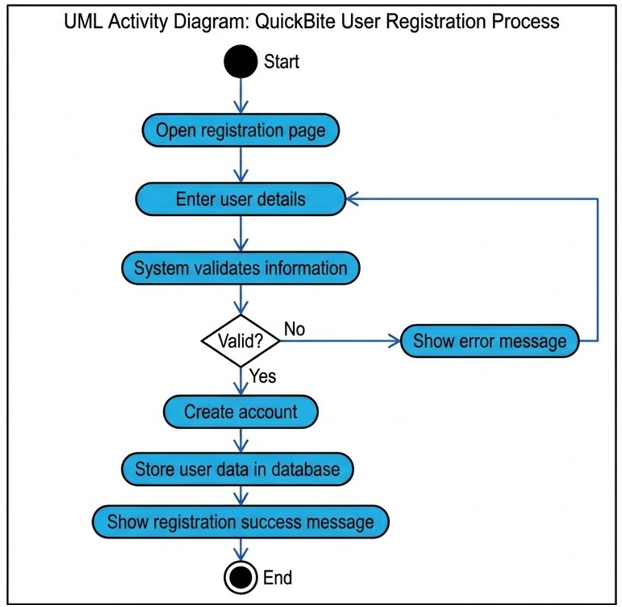 UML Activity Diagram: QuickBite User Registration Process
Start
Open registration page
Enter user details
System validates information
Valid?
No
Show error message
Yes
Create account
Store user data in database
Show registration success message
End